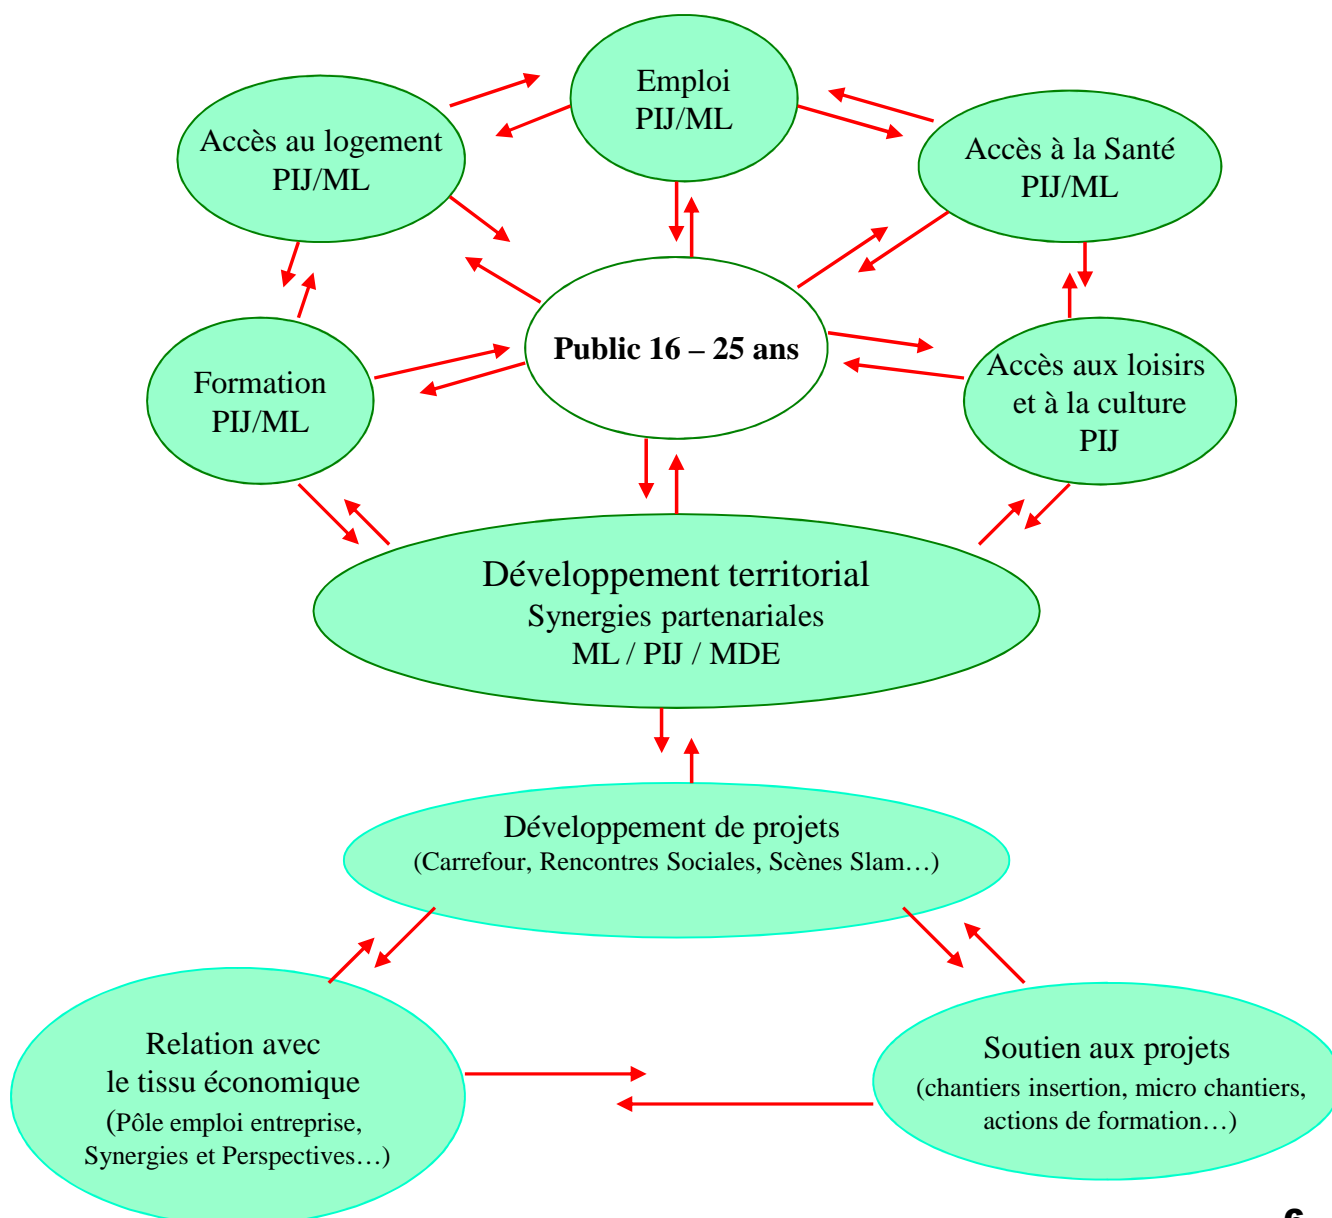 Emploi
PIJ/ML
Accès au logement
PIJ/ML
Accès à la Santé
PIJ/ML
Public 16 – 25 ans
Formation
PIJ/ML
Accès aux loisirs
et à la culture
PIJ
Développement territorial
Synergies partenariales
ML / PIJ / MDE
Développement de projets
(Carrefour, Rencontres Sociales, Scènes Slam…)
Relation avec
le tissu économique
(Pôle emploi entreprise,
Synergies et Perspectives…)
Soutien aux projets
(chantiers insertion, micro chantiers,
actions de formation…)